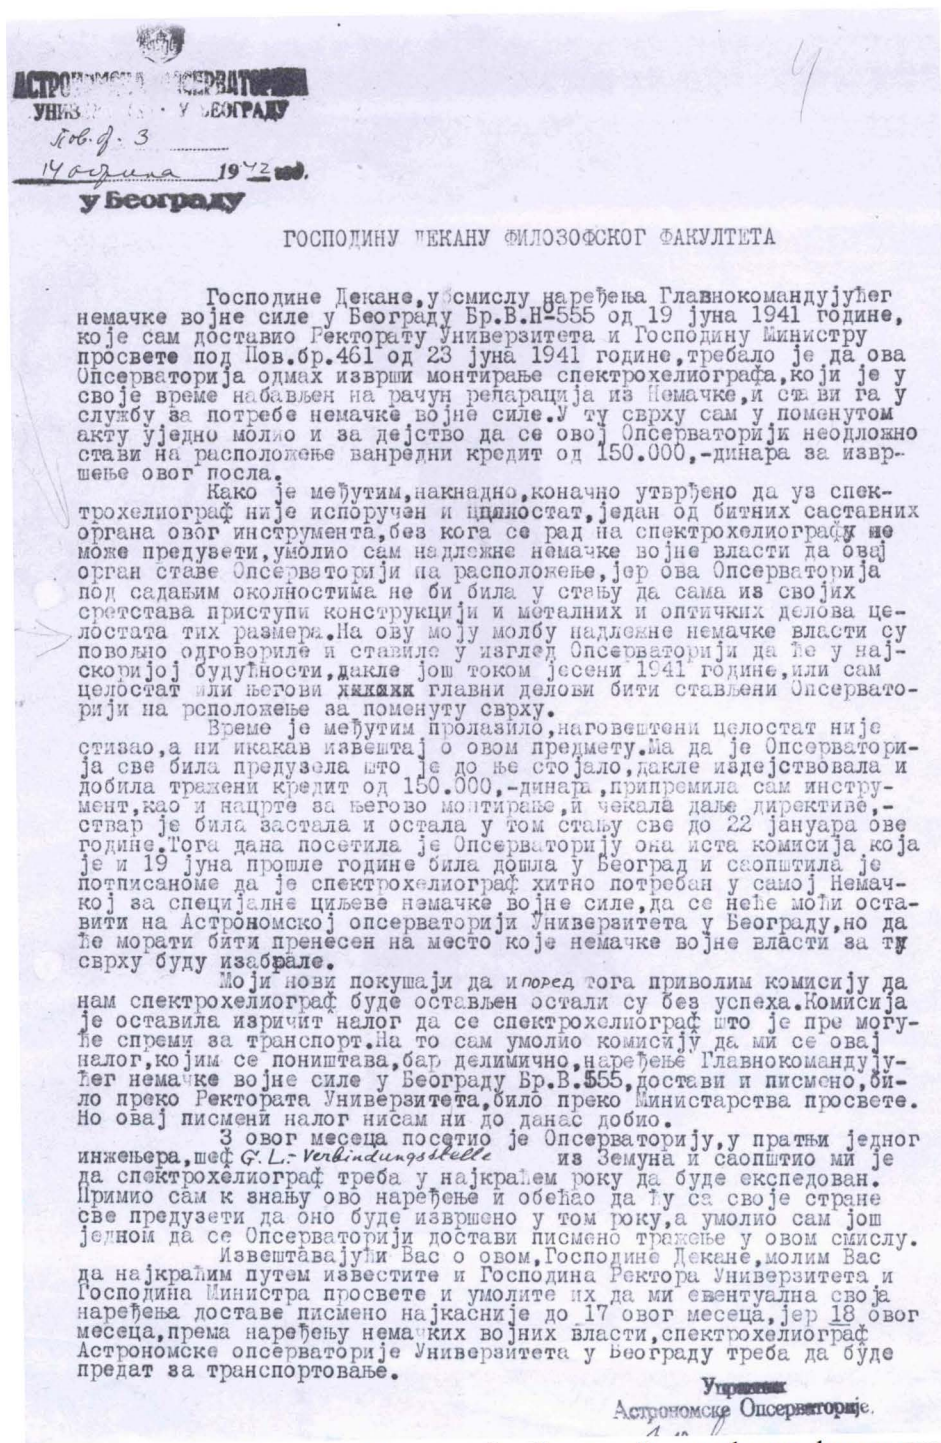 АСТРОНОМСКА ОПСЕРВАТОРИЈА
У БЕОГРАДУ
Пов. бр. 3
14 априла 1942 год.
у Београду
ГОСПОДИНУ ДЕКАНУ ФИЛОЗОФСКОГ ФАКУЛТЕТА
Господине Декане,у смислу наређења Главнокомандујућег
немачке војне силе у Београду Бр.В.Н-555 од 19 јуна 1941 године,
које сам доставио Ректорату Универзитета и Господину Министру
просвете под Пов.бр.461 од 23 јуна 1941 године,требало је да ова
Опсерваторија одмах изврши монтирање спектрохелиографа,који је у
своје време набављен на рачун репарација из Немачке,и стави га у
службу за потребе немачке војне силе.У ту сврху сам у поменутом
акту уједно молио и за дејство да се овој Опсерваторији неодложно
стави на расположење ванредни кредит од 150.000,-динара за извр-
шење овог посла.
Како је међутим,накнадно,коначно утврђено да уз спек-
трохелиограф није испоручен и целостат,један од битних саставних
органа овог инструмента,без кога се рад на спектрохелиографу не
може предузети,умолио сам надлежне немачке војне власти да овај
орган ставе Опсерваторији на расположење,јер ова Опсерваторија
под садањим околностима не би била у стању да сама из својих
сретстава приступи конструкцији и металних и оптичких делова це-
лостата тих размера.На ову моју молбу надлежне немачке власти су
повољно одговориле и ставиле у изглед Опсерваторији да ће у нај-
скоријој будућности,дакле још током јесени 1941 године,или сам
целостат или његови главни делови бити стављени Опсервато-
рији на рсположење за поменуту сврху.
Време је међутим пролазило,наговештени целостат није
стизао,а ни икакав извештај о овом предмету.Ма да је Опсерватори-
ја све била предузела што је до ње стојало,дакле издејствовала и
добила тражени кредит од 150.000,-динара,припремила сам инстру-
мент,као и нацрте за његово монтирање,и чекала даље директиве,-
ствар је била застала и остала у том стању све до 22 јануара ове
године.Тога дана посетила је Опсерваторију она иста комисија која
је и 19 јуна прошле године била дошла у Београд и саопштила је
потписаноме да је спектрохелиограф хитно потребан у самој Немач-
кој за специјалне циљеве немачке војне силе,да се неће моћи оста-
вити на Астрономској опсерваторији Универзитета у Београду,но да
ће морати бити пренесен на место које немачке војне власти за ту
сврху буду изабрале.
Моји нови покушаји да и поред тога приволим комисију да
нам спектрохелиограф буде остављен остали су без успеха.Комисија
је оставила изричит налог да се спектрохелиограф што је пре могу-
ће спреми за транспорт.На то сам умолио комисију да ми се овај
налог,којим се поништава,бар делимично,наређење Главнокомандују-
ћег немачке војне силе у Београду Бр.В.555,достави и писмено,би-
ло преко Ректората Универзитета,било преко Министарства просвете.
Но овај писмени налог нисам ни до данас добио.
3 овог месеца посетио је Опсерваторију,у пратњи једног
инжењера,шеф G.L.-Verbindungsstelle из Земуна и саопштио ми је
да спектрохелиограф треба у најкраћем року да буде експедован.
Примио сам к знању ово наређење и обећао да ћу са своје стране
све предузети да оно буде извршено у том року,а умолио сам још
једном да се Опсерваторији достави писмено тражење у овом смислу.
Извештавајући Вас о овом,Господине Декане,молим Вас
да најкраћим путем известите и Господина Ректора Универзитета и
Господина Министра просвете и умолите их да ми евентуална своја
наређења доставе писмено најкасније до 17 овог месеца,јер 18 овог
месеца,према наређењу немачких војних власти,спектрохелиограф
Астрономске опсерваторије Универзитета у Београду треба да буде
предат за транспортовање.
Управник
Астрономске Опсерваторије,